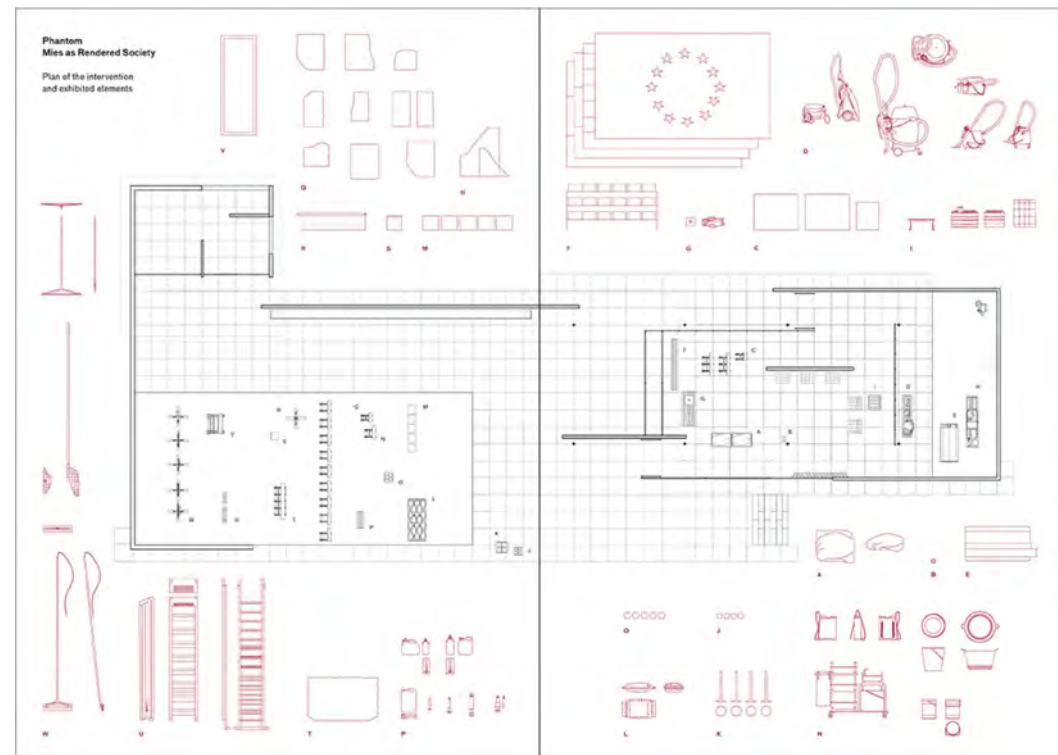 Phantom
Mies as Rendered Society
Plan of the intervention
and exhibited elements
V
D
Q
R
S
M
F
G
C
I
F
C
G
M
I
D
H
S
N
G
A
B
E
O
L
P
K
J
A
B
E
O
J
W
U
T
P
L
K